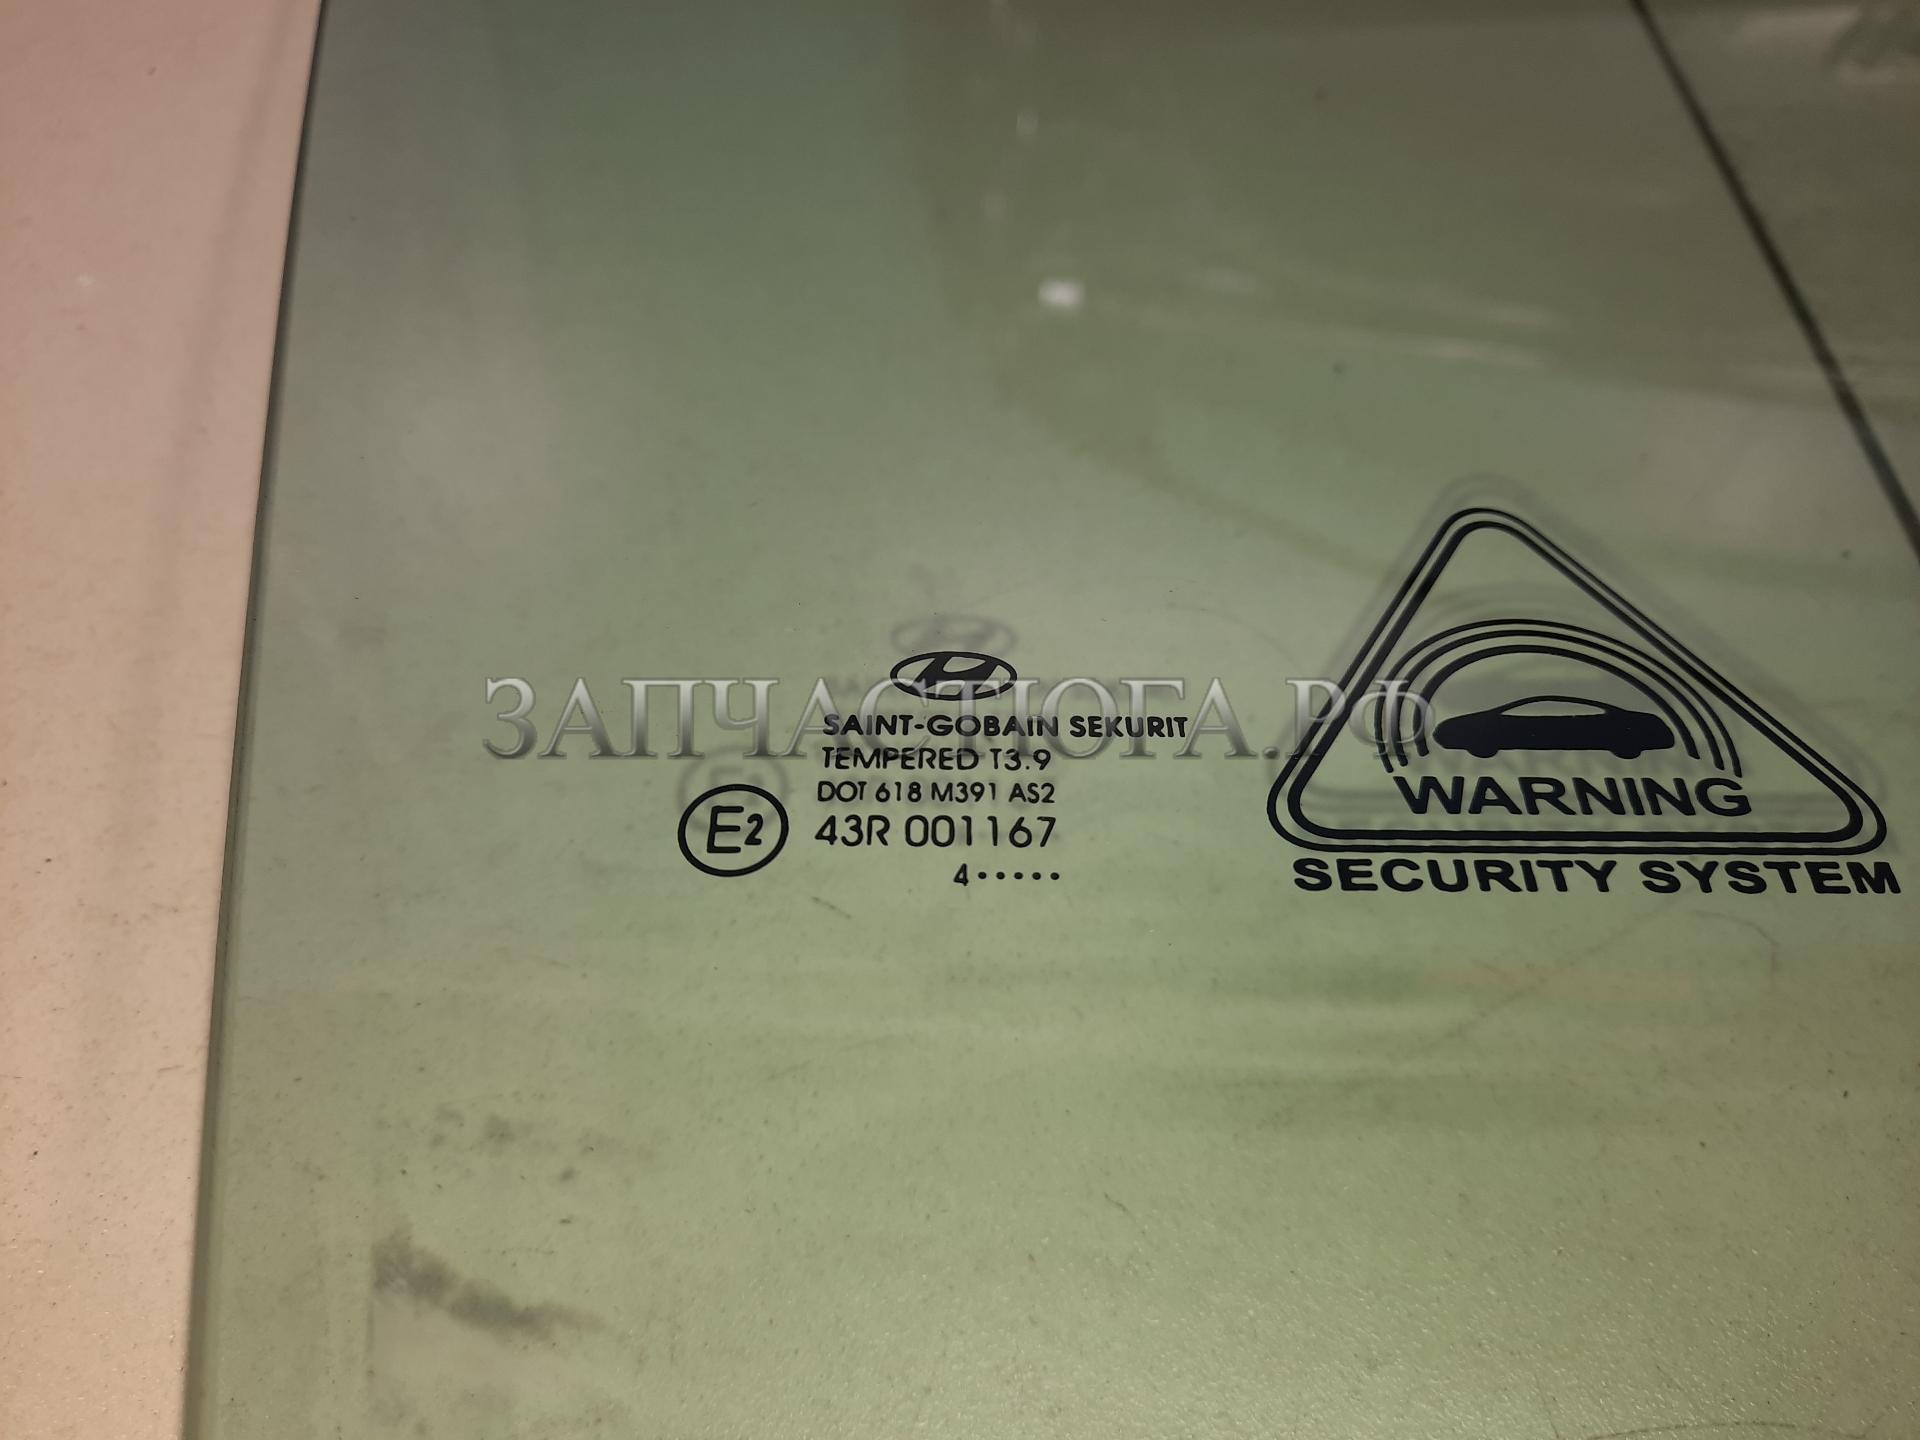 ЗАПЧАСТЮГА.РФ
SAINT-GOBAIN SEKURIT
TEMPERED T3.9
DOT 618 M391 AS2
E2 43R 001167
4 • • • • •
WARNING
SECURITY SYSTEM